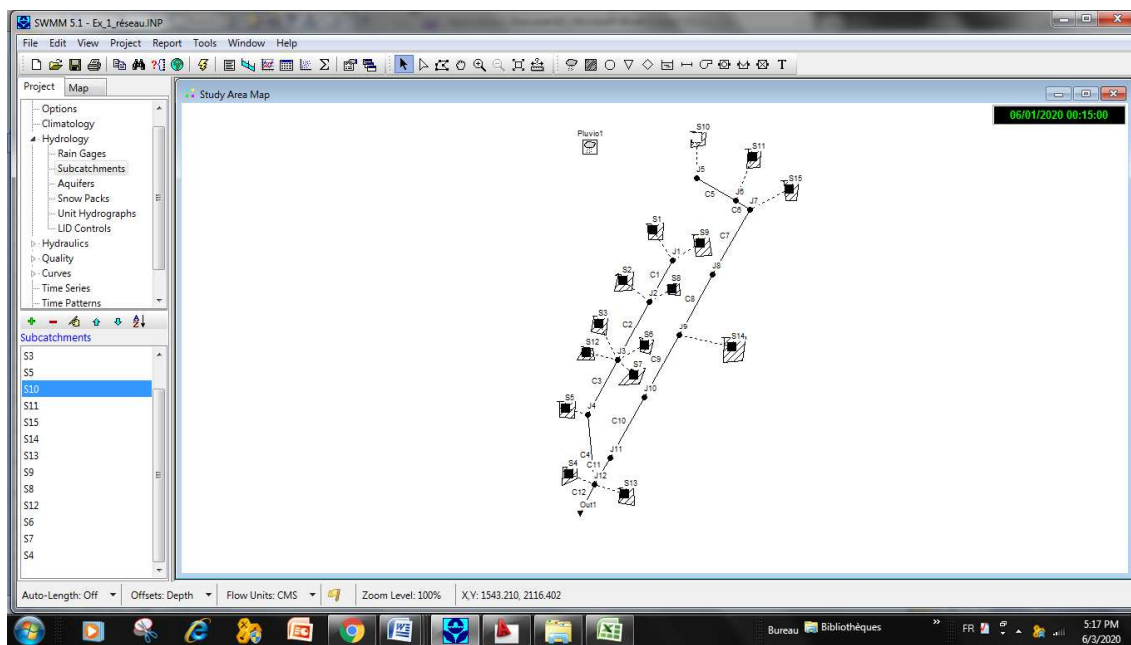 SWMM 5.1 - Ex_1_réseau.INP
File Edit View Project Report Tools Window Help
T
Project Map
Study Area Map
Options
Climatology
Hydrology
Rain Gages
Subcatchments
Aquifers
Snow Packs
Unit Hydrographs
LID Controls
Hydraulics
Quality
Curves
Time Series
Time Patterns
Subcatchments
S3
S5
S10
S11
S15
S14
S13
S9
S8
S12
S6
S7
S4
06/01/2020 00:15:00
Pluvio1
S10
S11
J5
S15
C5
J6
C6
J7
S1
S9
C7
J1
S2
C1
S8
J8
J2
C8
S3
C2
S6
J9
S14
S12
J3
C9
S7
C3
J10
S5
J4
C10
C4
J11
S4
C11
J12
S13
C12
Out1
Auto-Length: Off Offsets: Depth Flow Units: CMS Zoom Level: 100% X,Y: 1543.210, 2116.402
Bureau Bibliothèques » FR 5:17 PM
6/3/2020